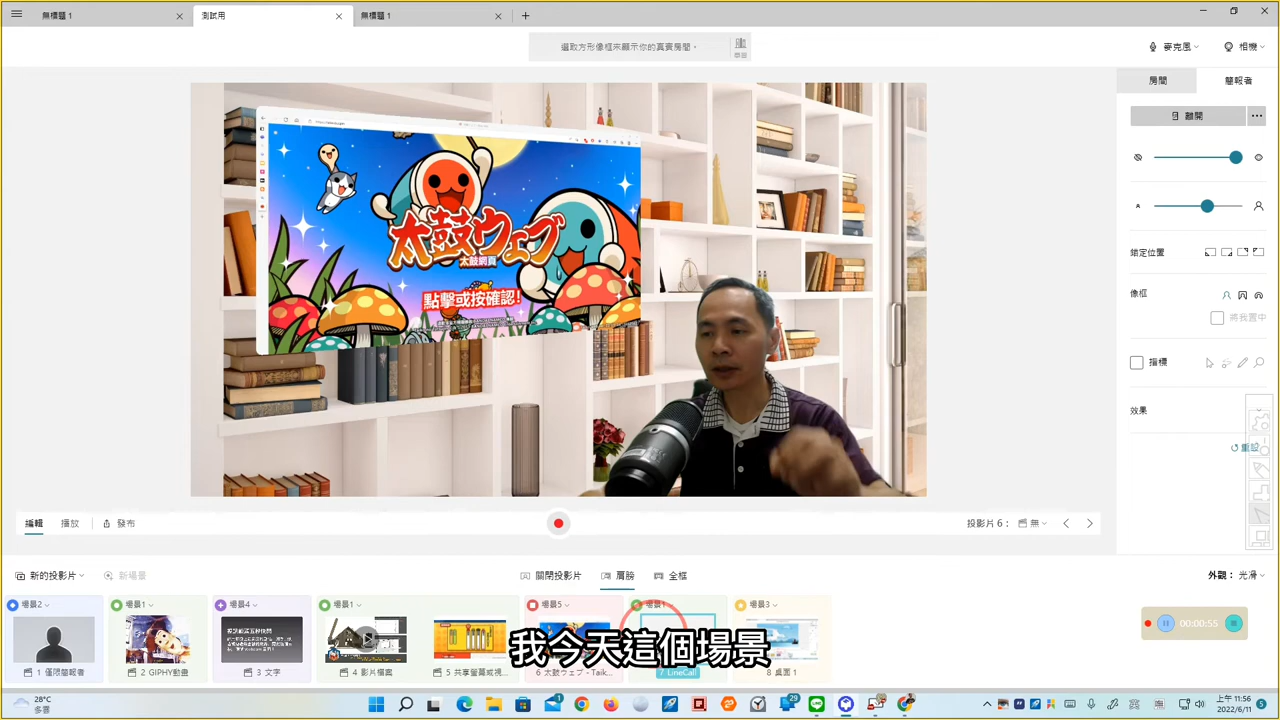 無標題 1
測試用
無標題 1
選取方形像框來顯示你的真實房間。
麥克風
相機
房間
簡報者
離開
鎖定位置
像框
將我置中
指標
效果
重設
太鼓ウェブ
太鼓網頁
點擊或按確認!
編輯
播放
發布
投影片 6：
無
新的投影片
新場景
關閉投影片
肩膀
全框
外觀：
光滑
場景2
場景1
場景4
場景1
場景5
場景1
場景3
1 僅限簡報者
2 GIPHY動畫
3 文字
4 影片檔案
5 共享螢幕或視...
6 太鼓ウェブ - Taik...
7 LineCall
8 桌面 1
00:00:55
我今天這個場景
28°C
多雲
1
29
上午 11:56
2022/6/11
5